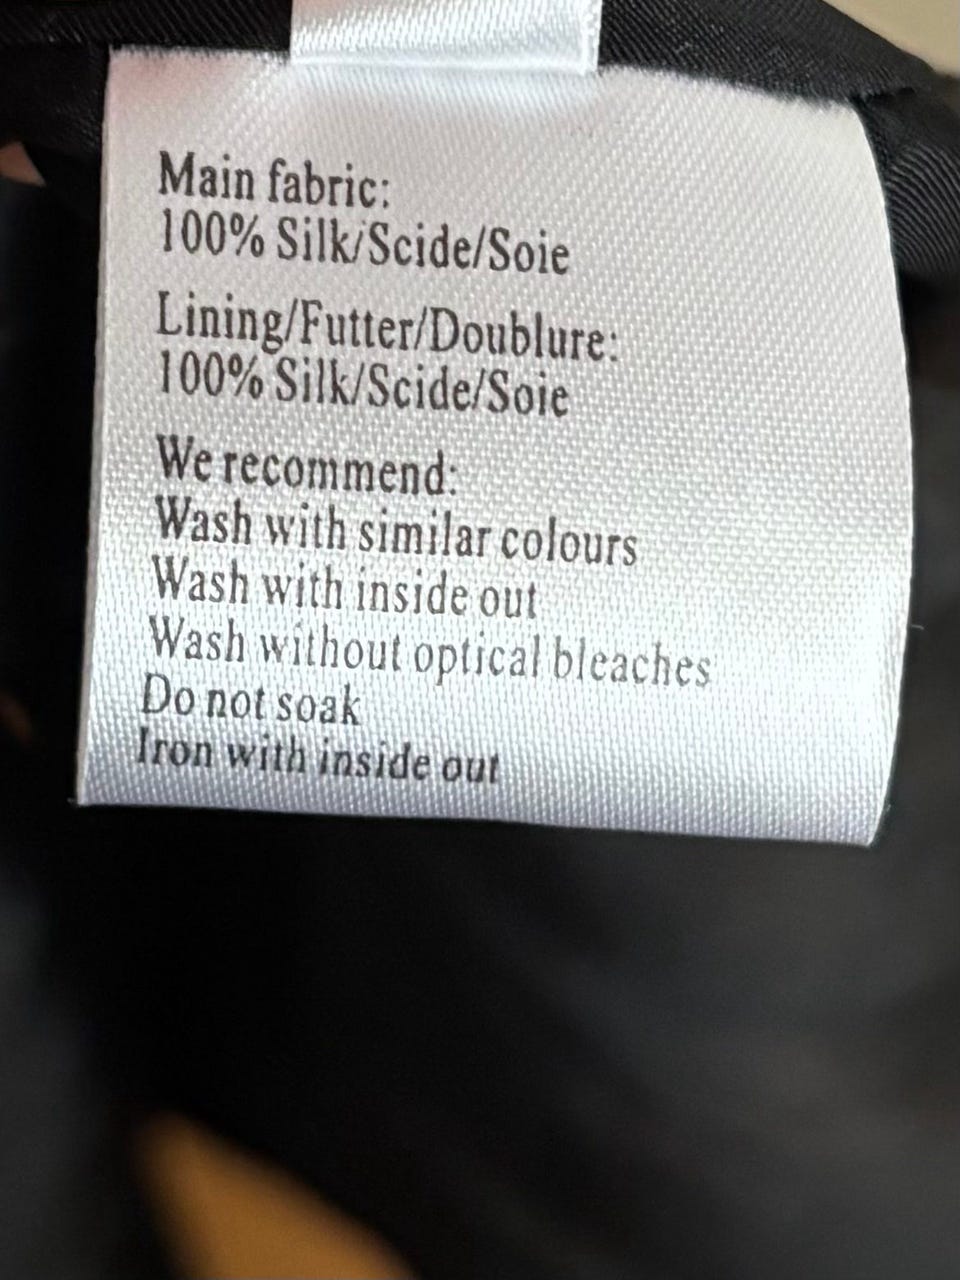 Main fabric:
100% Silk/Scide/Soie
Lining/Futter/Doublure:
100% Silk/Scide/Soie
We recommend:
Wash with similar colours
Wash with inside out
Wash without optical bleaches
Do not soak
Iron with inside out